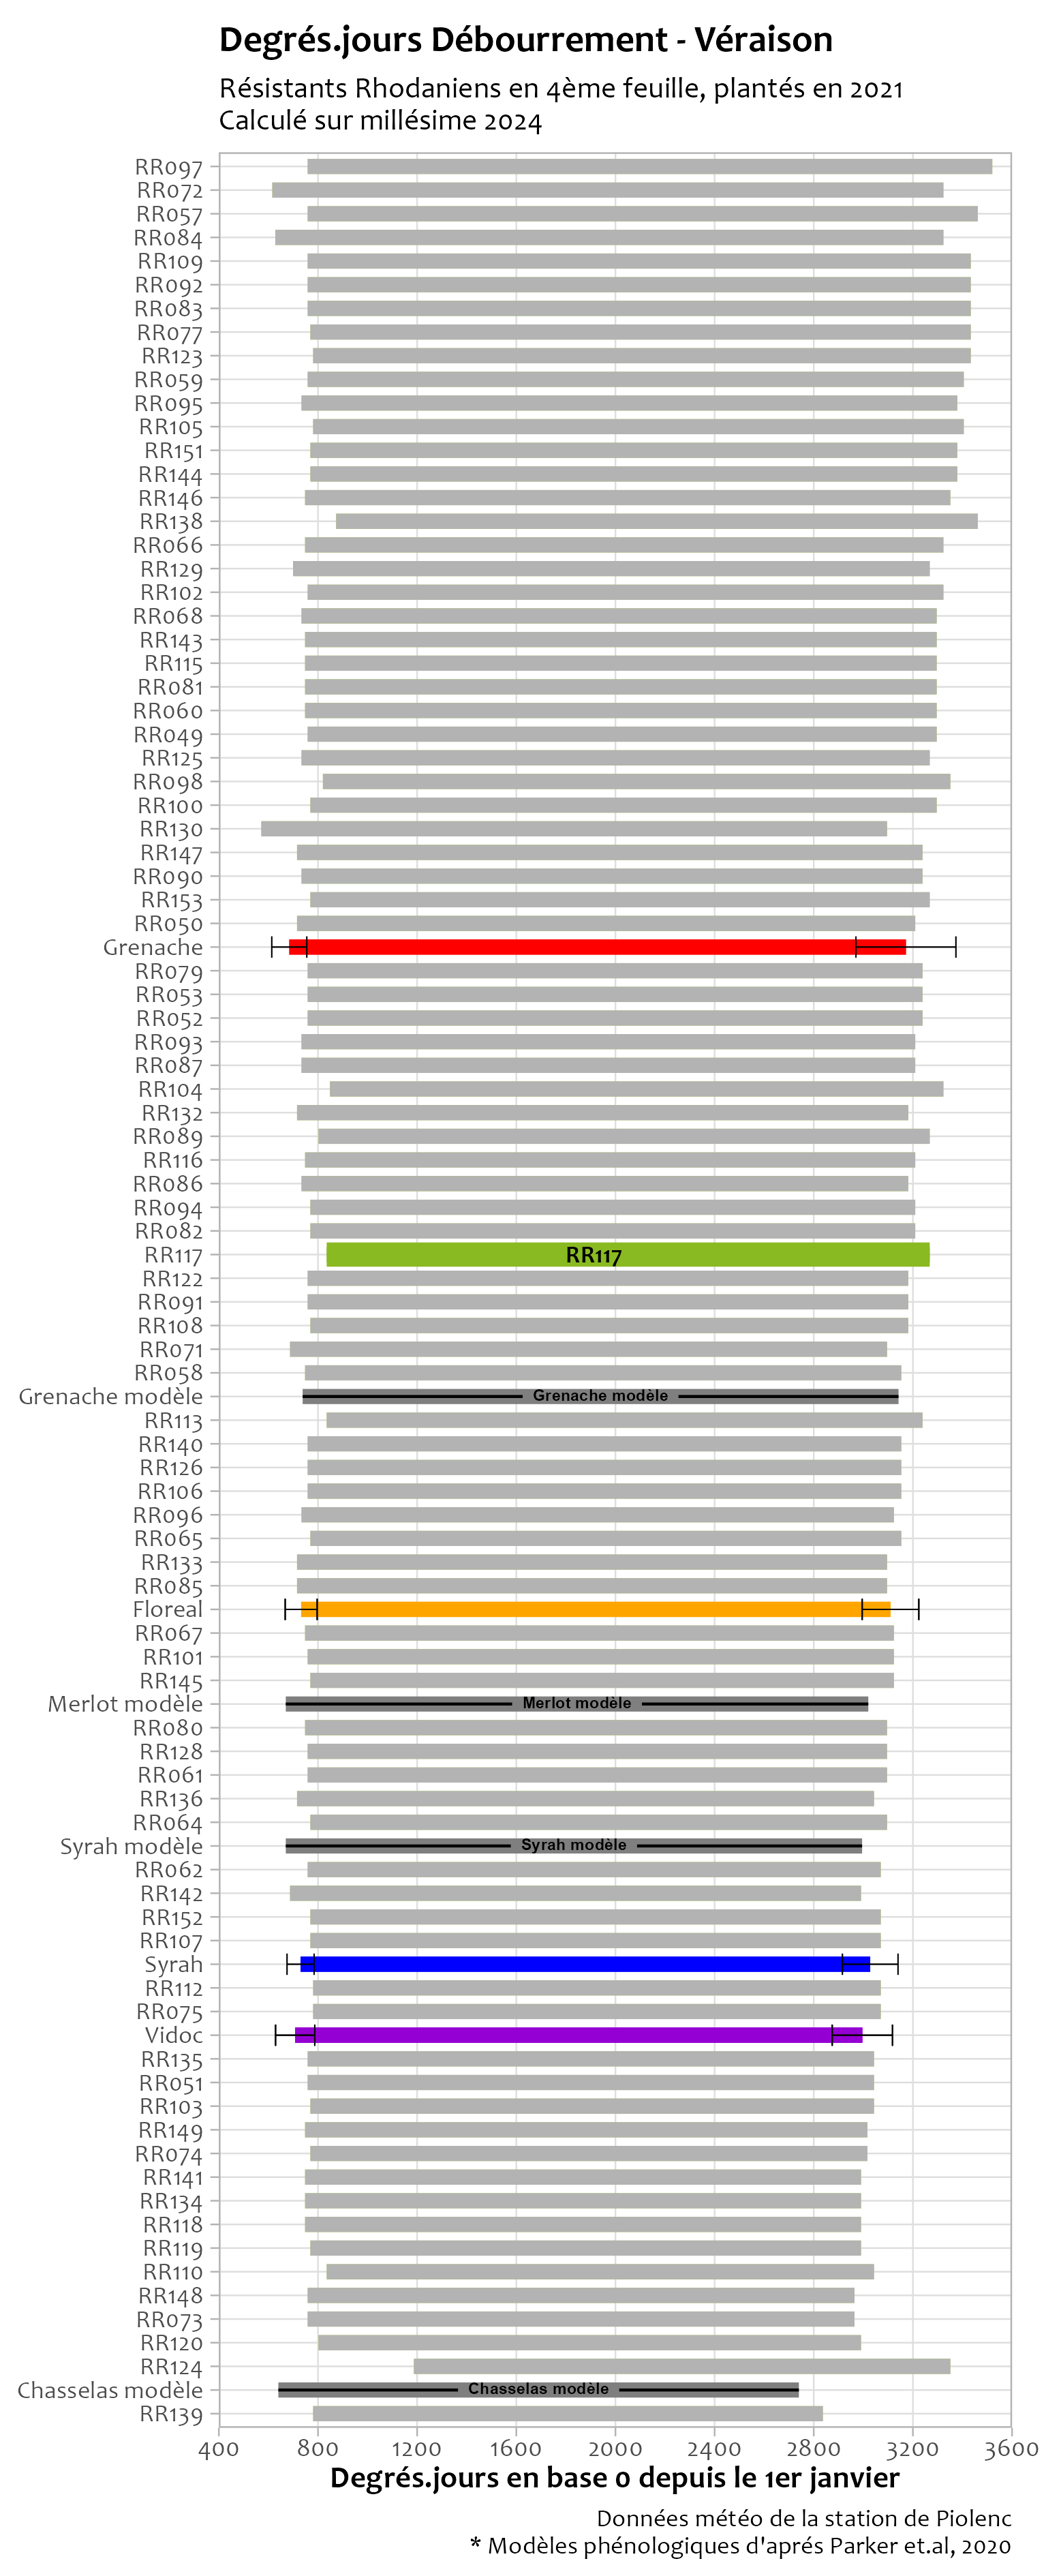 Degrés.jours Débourrement - Véraison
Résistants Rhodaniens en 4ème feuille, plantés en 2021
Calculé sur millésime 2024
RR097
RR072
RR057
RR084
RR109
RR092
RR083
RR077
RR123
RR059
RR095
RR105
RR151
RR144
RR146
RR138
RR066
RR129
RR102
RR068
RR143
RR115
RR081
RR060
RR049
RR125
RR098
RR100
RR130
RR147
RR090
RR153
RR050
Grenache
RR079
RR053
RR052
RR093
RR087
RR104
RR132
RR089
RR116
RR086
RR094
RR082
RR117 RR117
RR122
RR091
RR108
RR071
RR058
Grenache modèle Grenache modèle
RR113
RR140
RR126
RR106
RR096
RR065
RR133
RR085
Floreal
RR067
RR101
RR145
Merlot modèle Merlot modèle
RR080
RR128
RR061
RR136
RR064
Syrah modèle Syrah modèle
RR062
RR142
RR152
RR107
Syrah
RR112
RR075
Vidoc
RR135
RR051
RR103
RR149
RR074
RR141
RR134
RR118
RR119
RR110
RR148
RR073
RR120
RR124
Chasselas modèle Chasselas modèle
RR139
400 800 1200 1600 2000 2400 2800 3200 3600
Degrés.jours en base 0 depuis le 1er janvier
Données météo de la station de Piolenc
* Modèles phénologiques d'aprés Parker et.al, 2020